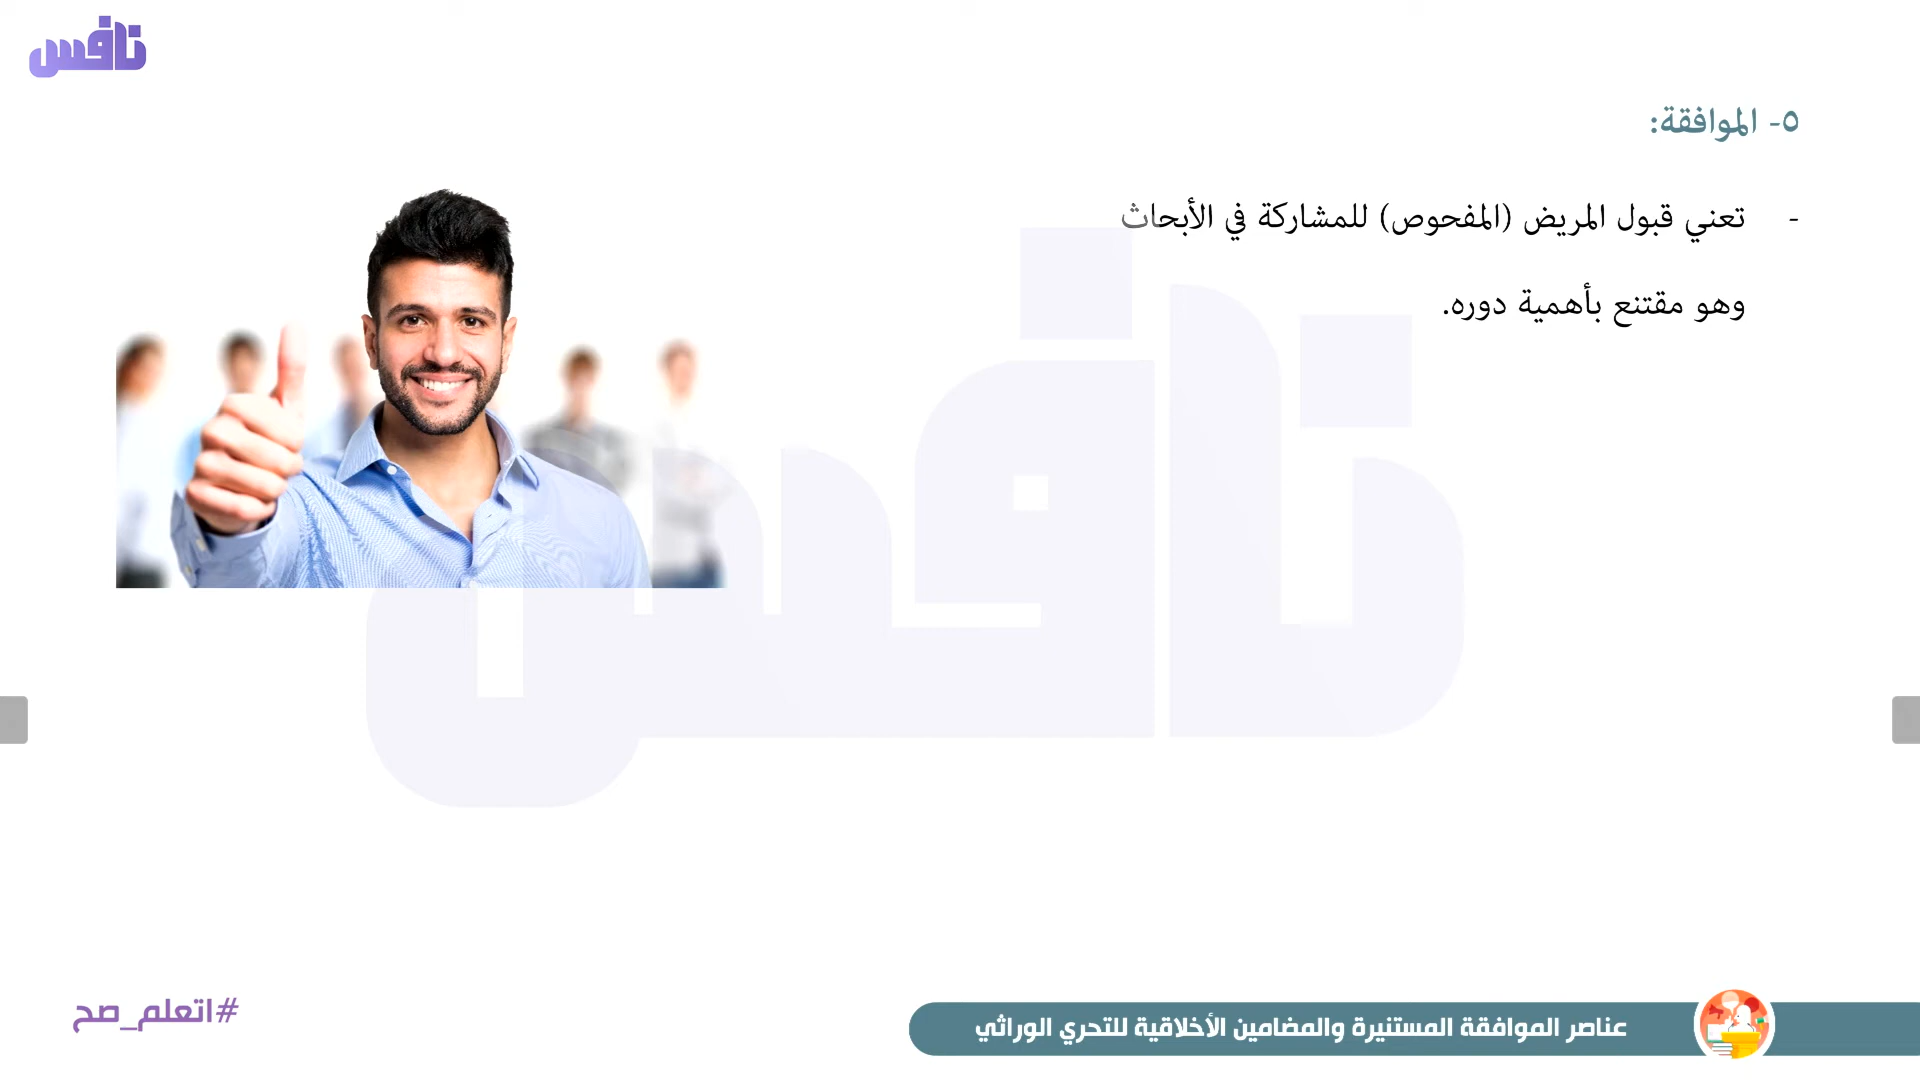 نافس
٥- الموافقة:
- تعني قبول المريض (المفحوص) للمشاركة في الأبحاث
وهو مقتنع بأهمية دوره.
نافس
#اتعلم_صح
عناصر الموافقة المستنيرة والمضامين الأخلاقية للتحري الوراثي